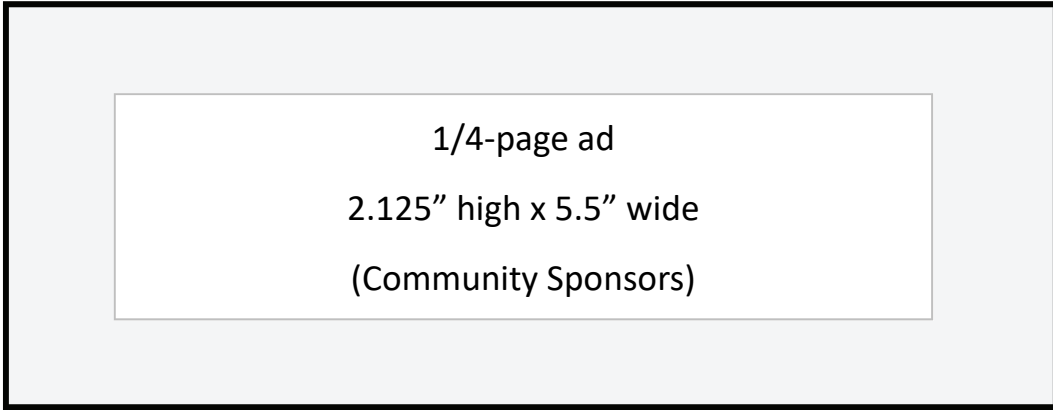 1/4-page ad
2.125” high x 5.5” wide
(Community Sponsors)